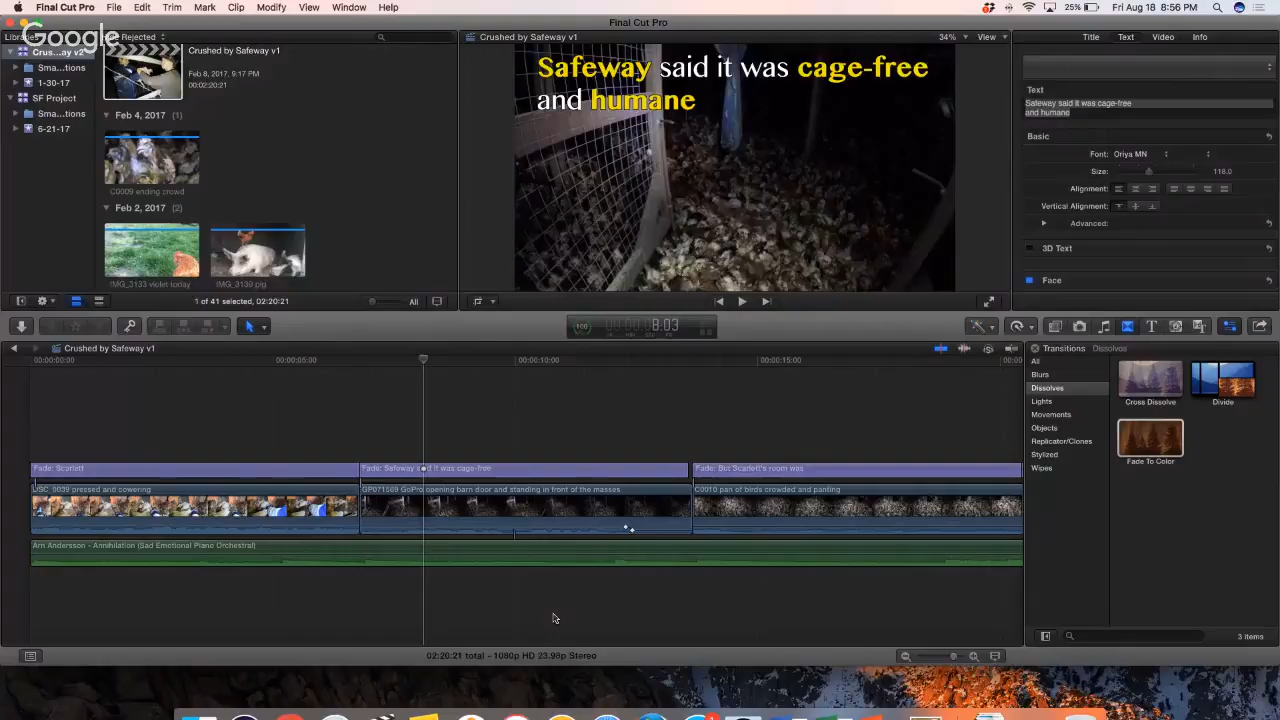 Final Cut Pro File Edit Trim Mark Clip Modify View Window Help
25% Fri Aug 18 8:56 PM
Final Cut Pro
Google
Rejected
Crus...ay v2
Sma...tions
1-30-17
SF Project
Sma...tions
6-21-17
Crushed by Safeway v1
Feb 8, 2017, 9:17 PM
00:02:20:21
Feb 4, 2017 (1)
C0009 ending crowd
Feb 2, 2017 (2)
IMG_3133 violet today
IMG_3139 pig
1 of 41 selected, 02:20:21
All
Crushed by Safeway v1
34% View
Safeway said it was cage-free
and humane
Title Text Video Info
Text
Safeway said it was cage-free
and humane
Basic
Font: Oriya MN
Size: 118.0
Alignment:
Vertical Alignment:
Advanced:
3D Text
Face
100
8:03
Crushed by Safeway v1
00:00:00:00 00:00:05:00 00:00:10:00 00:00:15:00
Fade: Scarlett
Fade: Safeway said it was cage-free
Fade: But Scarlett's room was
DSC_0039 pressed and cowering
GP071569 GoPro opening barn door and standing in front of the masses
C0010 pan of birds crowded and panting
Arn Andersson - Annihilation (Sad Emotional Piano Orchestral)
Transitions Dissolves
All
Blurs
Dissolves
Lights
Movements
Objects
Replicator/Clones
Stylized
Wipes
Cross Dissolve
Divide
Fade To Color
3 items
02:20:21 total - 1080p HD 23.98p Stereo